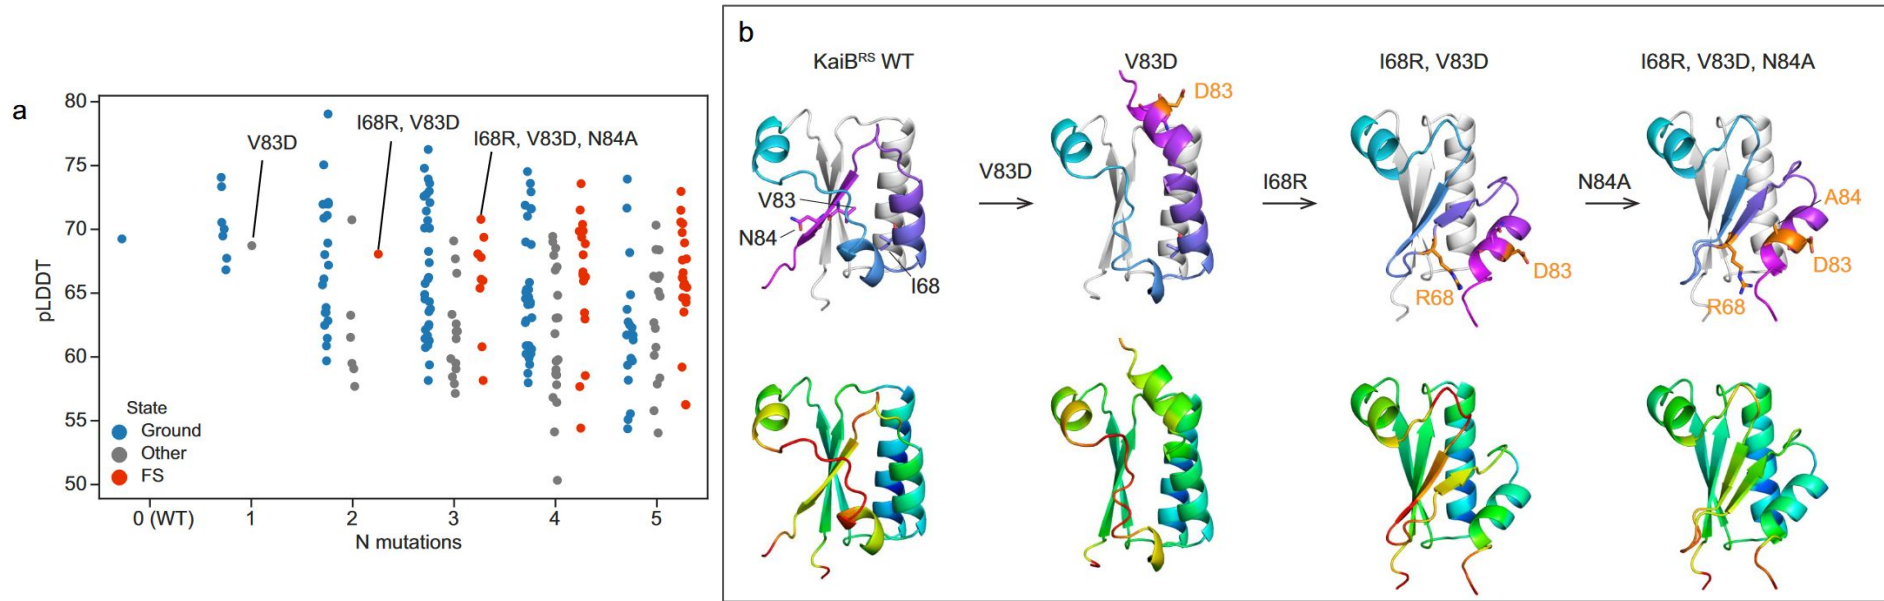 a
80
75
70
65
60
55
50
pLDDT
V83D
I68R, V83D
I68R, V83D, N84A
State
Ground
Other
FS
0 (WT)
1
2
3
4
5
N mutations
b
KaiBRS WT
V83D
I68R, V83D
I68R, V83D, N84A
V83
N84
I68
V83D
D83
I68R
R68
D83
N84A
A84
D83
R68